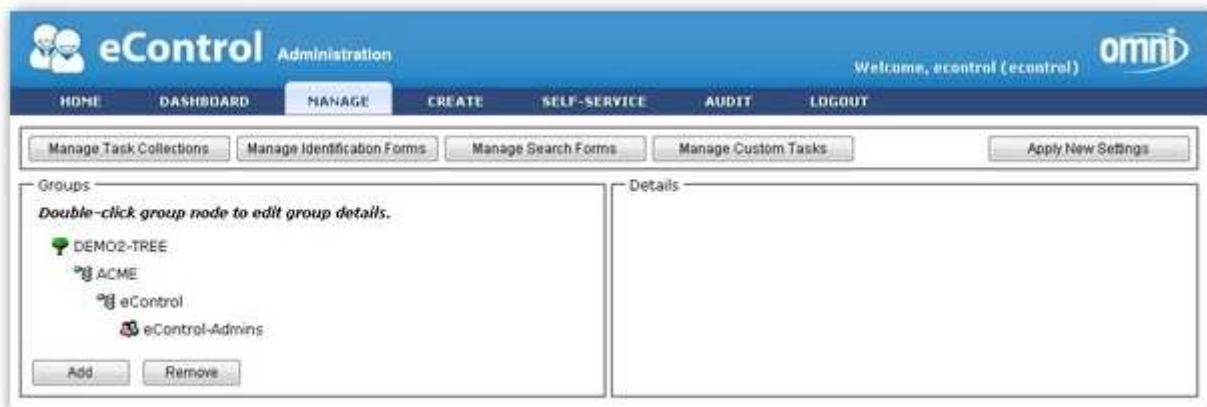 eControl Administration
omni
Welcome, econtrol (econtrol)
HOME DASHBOARD MANAGE CREATE SELF-SERVICE AUDIT LOGOUT
Manage Task Collections Manage Identification Forms Manage Search Forms Manage Custom Tasks Apply New Settings
Groups
Double-click group node to edit group details.
DEMO2-TREE
ACME
eControl
eControl-Admins
Add Remove
Details